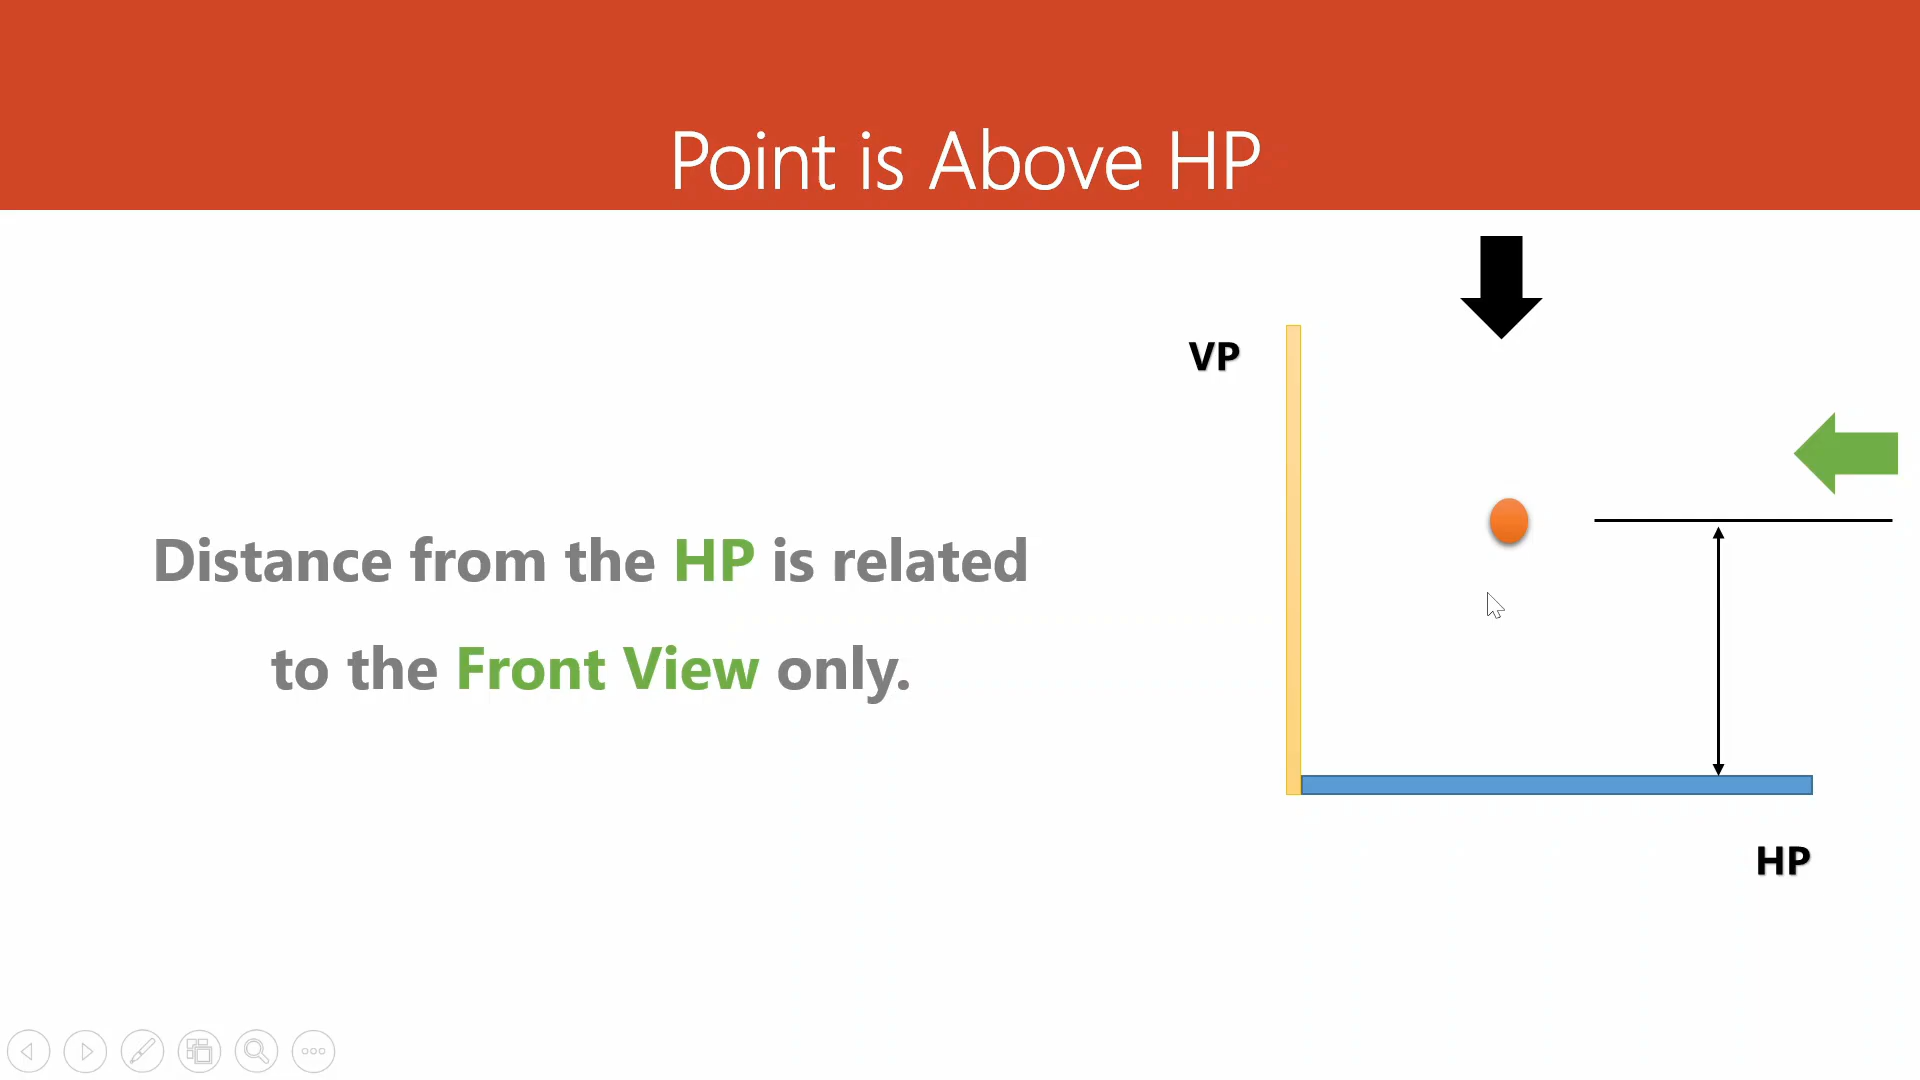 Point is Above HP
VP
Distance from the HP is related
to the Front View only.
HP